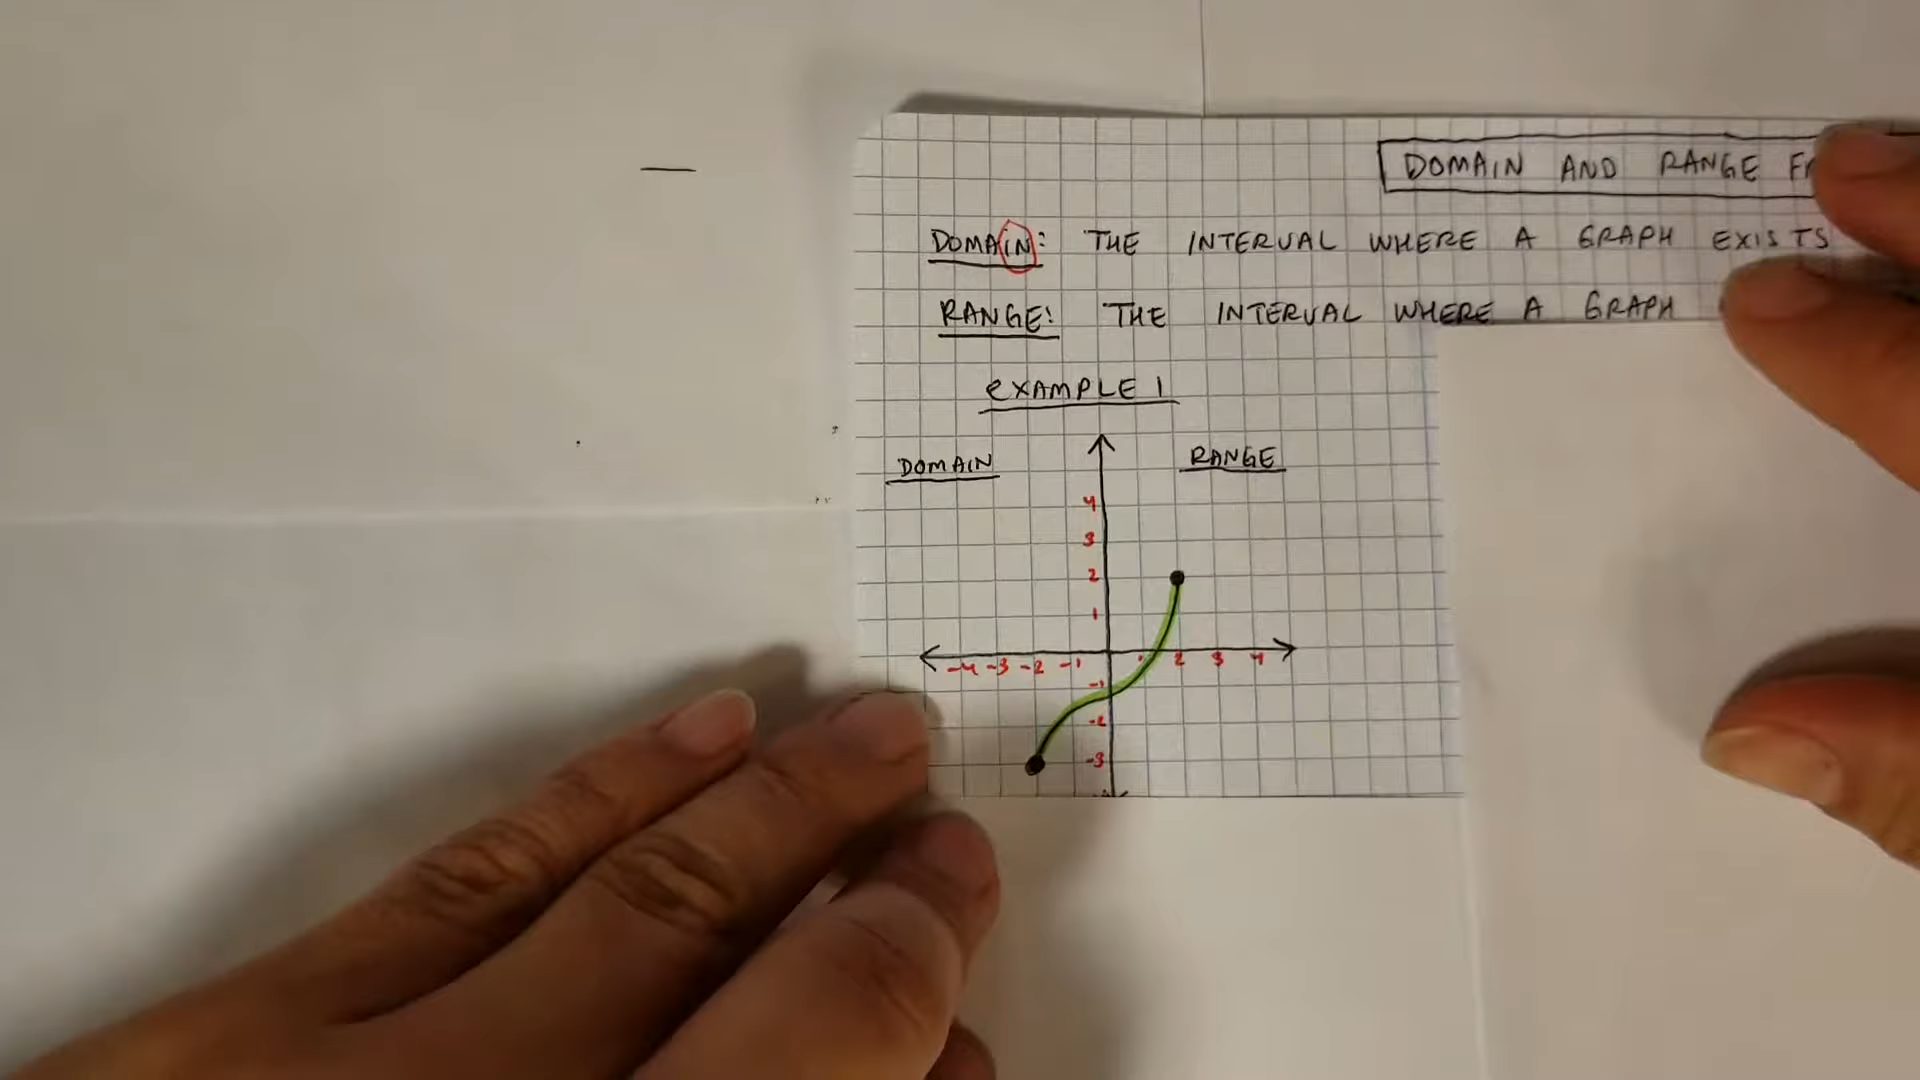 DOMAIN AND RANGE
DOMAIN: THE INTERVAL WHERE A GRAPH EXISTS
RANGE: THE INTERVAL WHERE A GRAPH
eXAMPLE 1
DOMAIN RANGE
4
3
2
1
-4 -3 -2 -1 1 2 3 4
-1
-2
-3